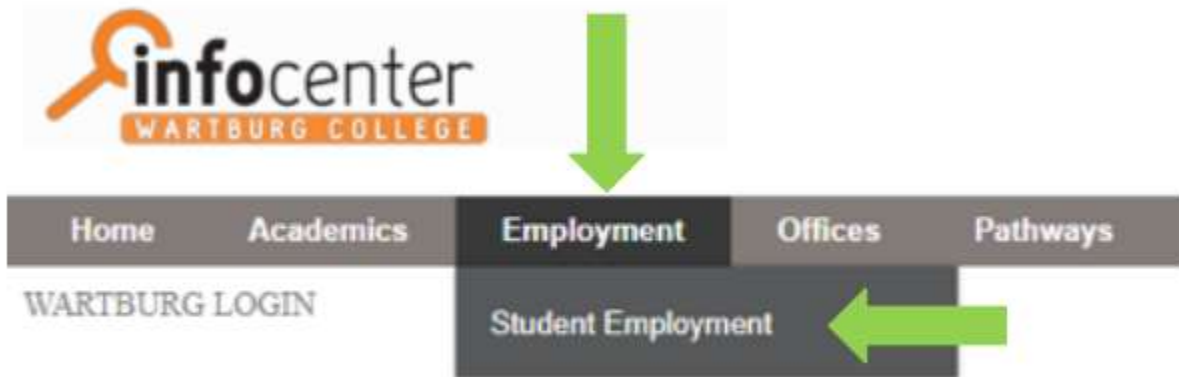 infocenter
WARTBURG COLLEGE
Home Academics Employment Offices Pathways
WARTBURG LOGIN
Student Employment